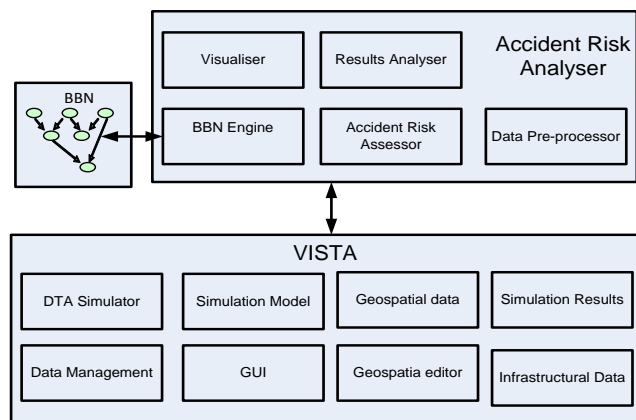 Accident Risk
Analyser
Visualiser
Results Analyser
BBN
BBN Engine
Accident Risk
Assessor
Data Pre-processor
VISTA
DTA Simulator
Simulation Model
Geospatial data
Simulation Results
Data Management
GUI
Geospatia editor
Infrastructural Data